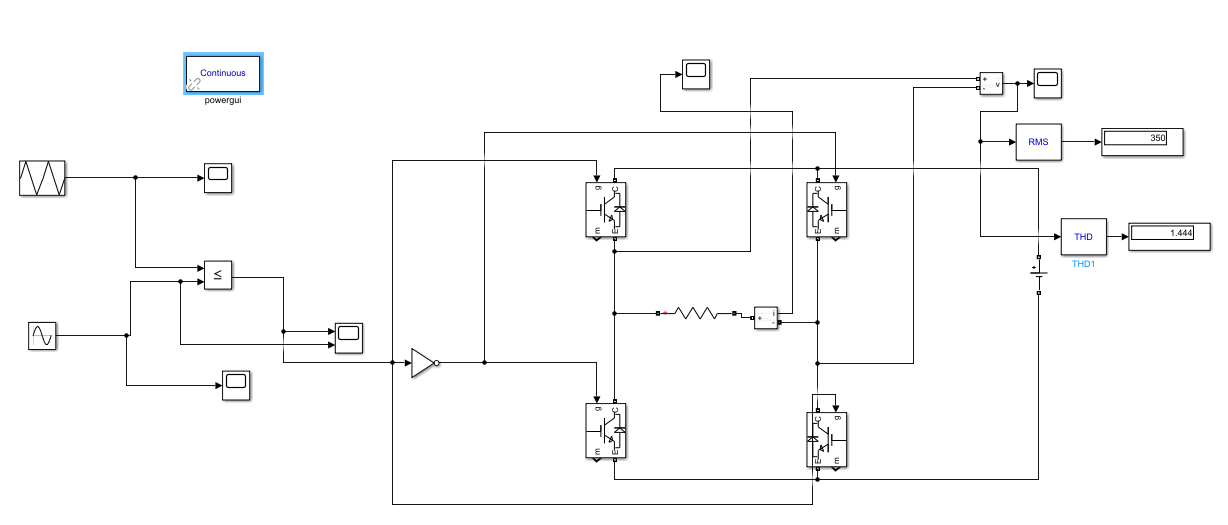 Continuous
powergui
+
v
-
RMS
350
g
C
m
E
g
C
m
E
THD
1.444
THD1
≤
+
+
+
i
-
g
C
m
E
g
C
m
E